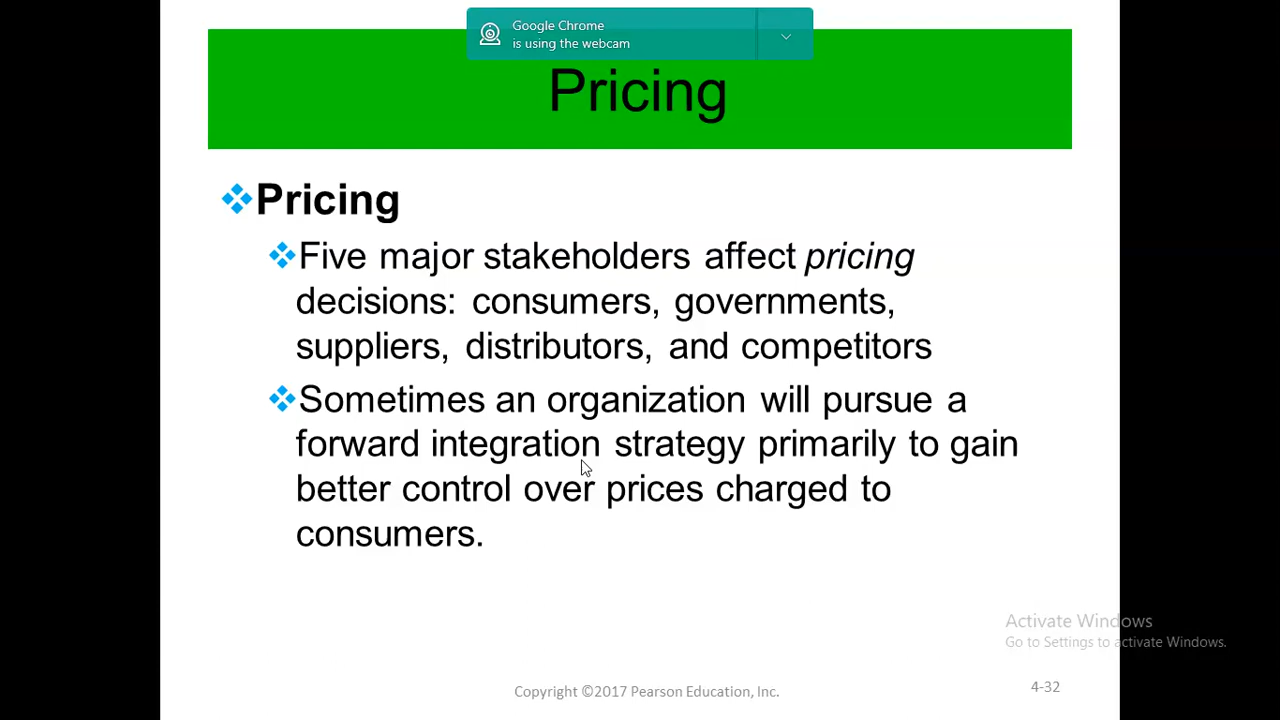 Google Chrome
is using the webcam
Pricing
Pricing
Five major stakeholders affect pricing
decisions: consumers, governments,
suppliers, distributors, and competitors
Sometimes an organization will pursue a
forward integration strategy primarily to gain
better control over prices charged to
consumers.
Activate Windows
Go to Settings to activate Windows.
Copyright ©2017 Pearson Education, Inc.
4-32